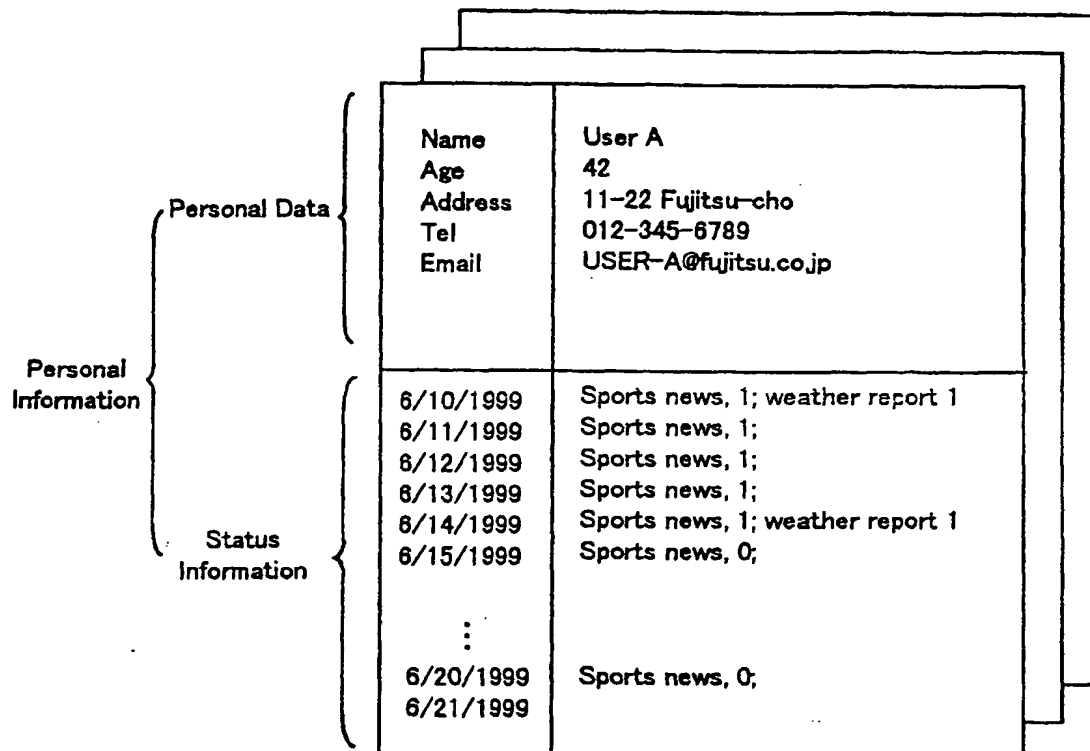 Name User A
Age 42
Address 11-22 Fujitsu-cho
Tel 012-345-6789
Email USER-A@fujitsu.co.jp
Personal Data
Personal
Information
6/10/1999 Sports news, 1; weather report 1
6/11/1999 Sports news, 1;
6/12/1999 Sports news, 1;
6/13/1999 Sports news, 1;
6/14/1999 Sports news, 1; weather report 1
6/15/1999 Sports news, 0;
Status
Information
⋮
6/20/1999 Sports news, 0;
6/21/1999